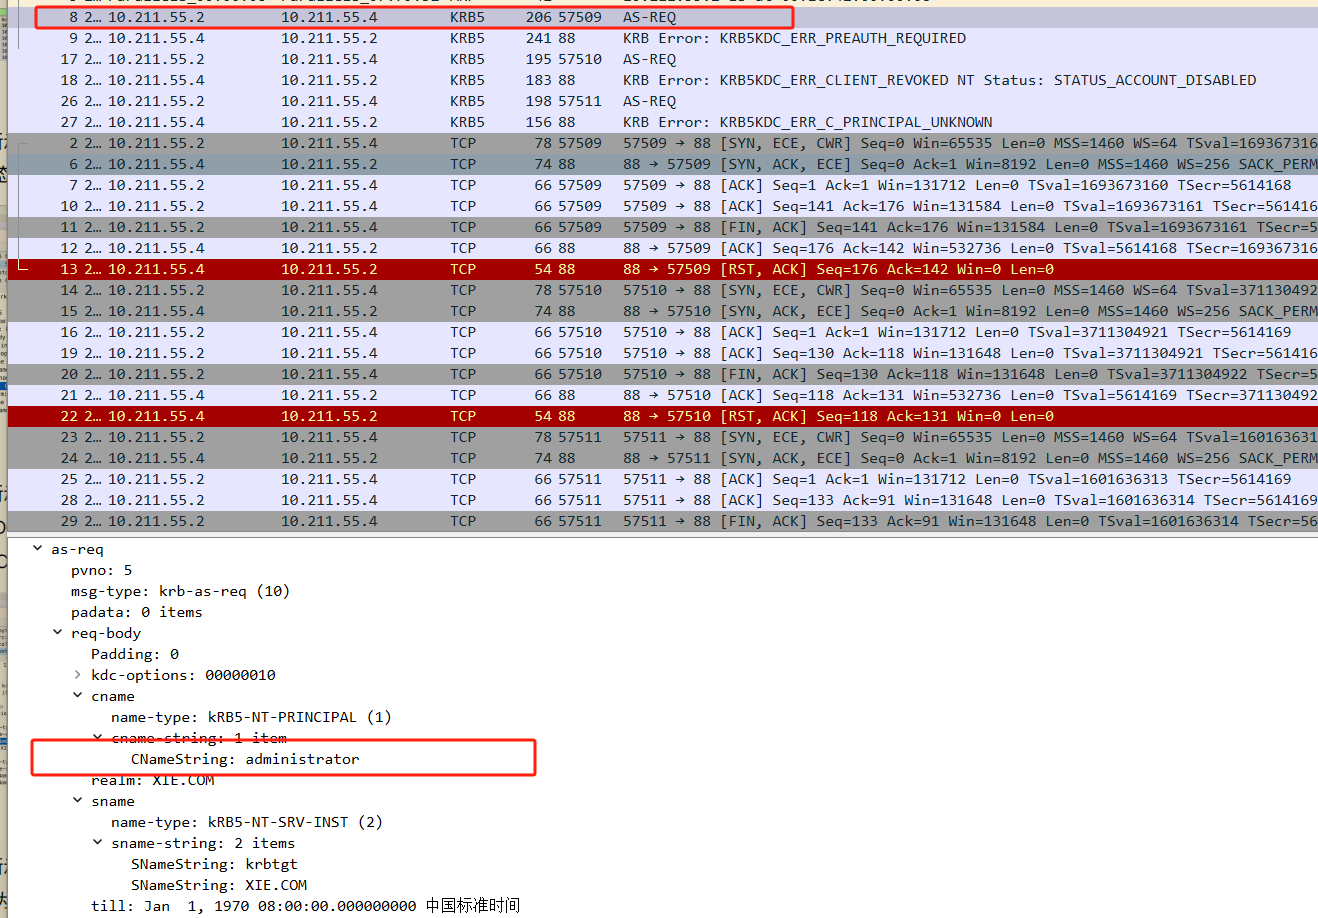 8 2… 10.211.55.2 10.211.55.4 KRB5 206 57509 AS-REQ
9 2… 10.211.55.4 10.211.55.2 KRB5 241 88 KRB Error: KRB5KDC_ERR_PREAUTH_REQUIRED
17 2… 10.211.55.2 10.211.55.4 KRB5 195 57510 AS-REQ
18 2… 10.211.55.4 10.211.55.2 KRB5 183 88 KRB Error: KRB5KDC_ERR_CLIENT_REVOKED NT Status: STATUS_ACCOUNT_DISABLED
26 2… 10.211.55.2 10.211.55.4 KRB5 198 57511 AS-REQ
27 2… 10.211.55.4 10.211.55.2 KRB5 156 88 KRB Error: KRB5KDC_ERR_C_PRINCIPAL_UNKNOWN
2 2… 10.211.55.2 10.211.55.4 TCP 78 57509 57509 → 88 [SYN, ECE, CWR] Seq=0 Win=65535 Len=0 MSS=1460 WS=64 TSval=169367316
6 2… 10.211.55.4 10.211.55.2 TCP 74 88 88 → 57509 [SYN, ACK, ECE] Seq=0 Ack=1 Win=8192 Len=0 MSS=1460 WS=256 SACK_PERM
7 2… 10.211.55.2 10.211.55.4 TCP 66 57509 57509 → 88 [ACK] Seq=1 Ack=1 Win=131712 Len=0 TSval=1693673160 TSecr=5614168
10 2… 10.211.55.2 10.211.55.4 TCP 66 57509 57509 → 88 [ACK] Seq=141 Ack=176 Win=131584 Len=0 TSval=1693673161 TSecr=561416
11 2… 10.211.55.2 10.211.55.4 TCP 66 57509 57509 → 88 [FIN, ACK] Seq=141 Ack=176 Win=131584 Len=0 TSval=1693673161 TSecr=5
12 2… 10.211.55.4 10.211.55.2 TCP 66 88 88 → 57509 [ACK] Seq=176 Ack=142 Win=532736 Len=0 TSval=5614168 TSecr=169367316
13 2… 10.211.55.4 10.211.55.2 TCP 54 88 88 → 57509 [RST, ACK] Seq=176 Ack=142 Win=0 Len=0
14 2… 10.211.55.2 10.211.55.4 TCP 78 57510 57510 → 88 [SYN, ECE, CWR] Seq=0 Win=65535 Len=0 MSS=1460 WS=64 TSval=371130492
15 2… 10.211.55.4 10.211.55.2 TCP 74 88 88 → 57510 [SYN, ACK, ECE] Seq=0 Ack=1 Win=8192 Len=0 MSS=1460 WS=256 SACK_PERM
16 2… 10.211.55.2 10.211.55.4 TCP 66 57510 57510 → 88 [ACK] Seq=1 Ack=1 Win=131712 Len=0 TSval=3711304921 TSecr=5614169
19 2… 10.211.55.2 10.211.55.4 TCP 66 57510 57510 → 88 [ACK] Seq=130 Ack=118 Win=131648 Len=0 TSval=3711304921 TSecr=561416
20 2… 10.211.55.2 10.211.55.4 TCP 66 57510 57510 → 88 [FIN, ACK] Seq=130 Ack=118 Win=131648 Len=0 TSval=3711304922 TSecr=5
21 2… 10.211.55.4 10.211.55.2 TCP 66 88 88 → 57510 [ACK] Seq=118 Ack=131 Win=532736 Len=0 TSval=5614169 TSecr=371130492
22 2… 10.211.55.4 10.211.55.2 TCP 54 88 88 → 57510 [RST, ACK] Seq=118 Ack=131 Win=0 Len=0
23 2… 10.211.55.2 10.211.55.4 TCP 78 57511 57511 → 88 [SYN, ECE, CWR] Seq=0 Win=65535 Len=0 MSS=1460 WS=64 TSval=160163631
24 2… 10.211.55.4 10.211.55.2 TCP 74 88 88 → 57511 [SYN, ACK, ECE] Seq=0 Ack=1 Win=8192 Len=0 MSS=1460 WS=256 SACK_PERM
25 2… 10.211.55.2 10.211.55.4 TCP 66 57511 57511 → 88 [ACK] Seq=1 Ack=1 Win=131712 Len=0 TSval=1601636313 TSecr=5614169
28 2… 10.211.55.2 10.211.55.4 TCP 66 57511 57511 → 88 [ACK] Seq=133 Ack=91 Win=131648 Len=0 TSval=1601636314 TSecr=5614169
29 2… 10.211.55.2 10.211.55.4 TCP 66 57511 57511 → 88 [FIN, ACK] Seq=133 Ack=91 Win=131648 Len=0 TSval=1601636314 TSecr=56
as-req
pvno: 5
msg-type: krb-as-req (10)
padata: 0 items
req-body
Padding: 0
kdc-options: 00000010
cname
name-type: kRB5-NT-PRINCIPAL (1)
cname-string: 1 item
CNameString: administrator
realm: XIE.COM
sname
name-type: kRB5-NT-SRV-INST (2)
sname-string: 2 items
SNameString: krbtgt
SNameString: XIE.COM
till: Jan  1, 1970 08:00:00.000000000 中国标准时间